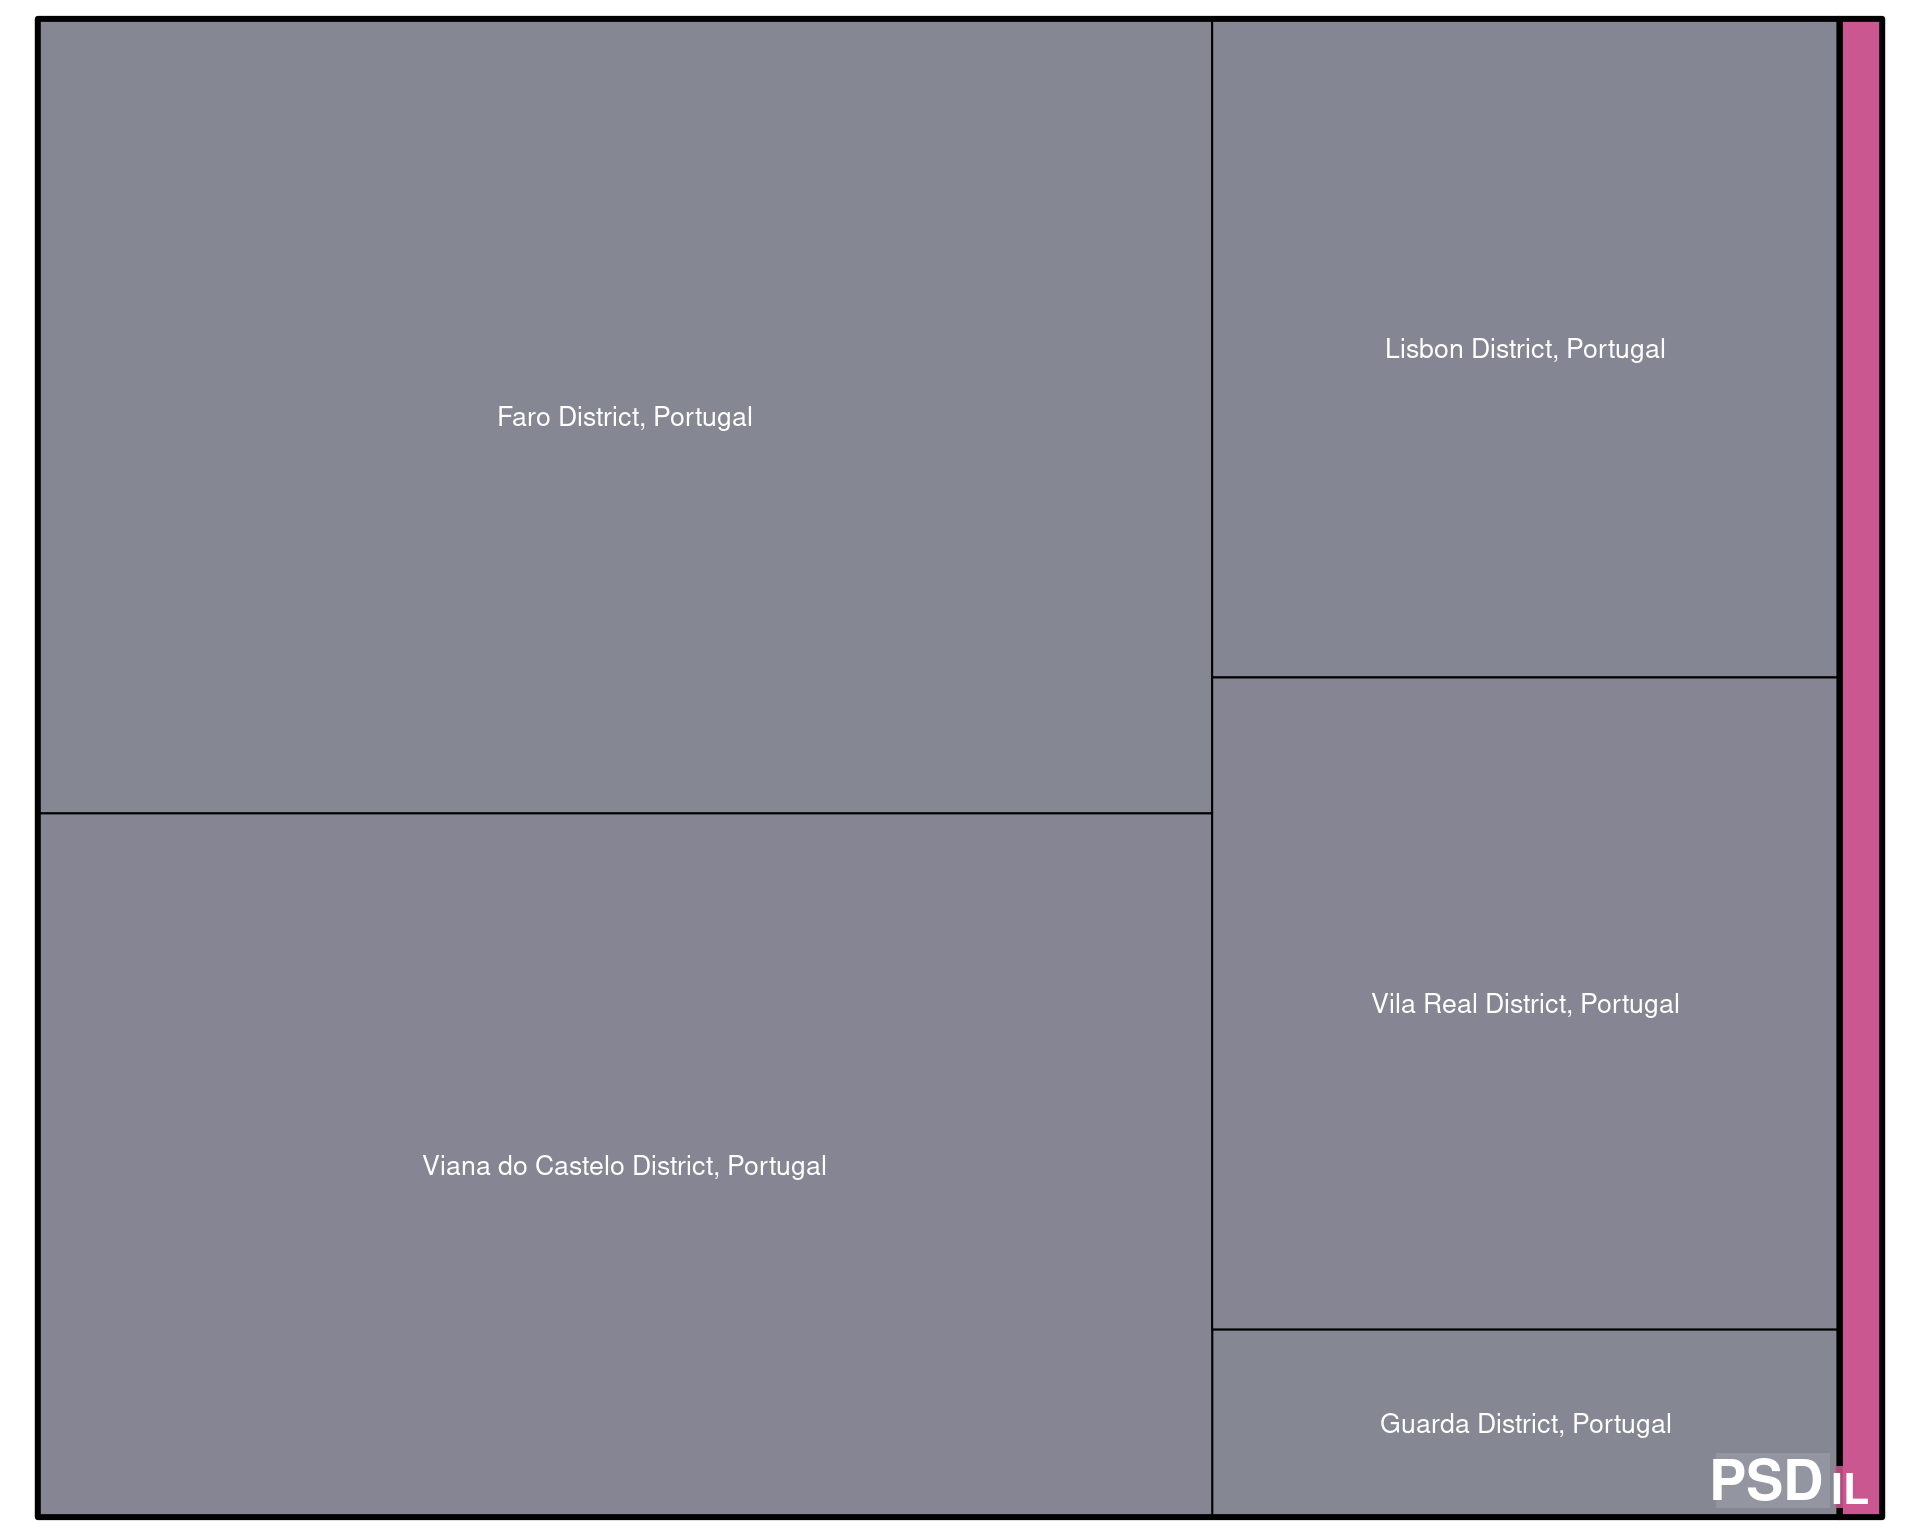 Faro District, Portugal
Lisbon District, Portugal
Viana do Castelo District, Portugal
Vila Real District, Portugal
Guarda District, Portugal
PSD
IL